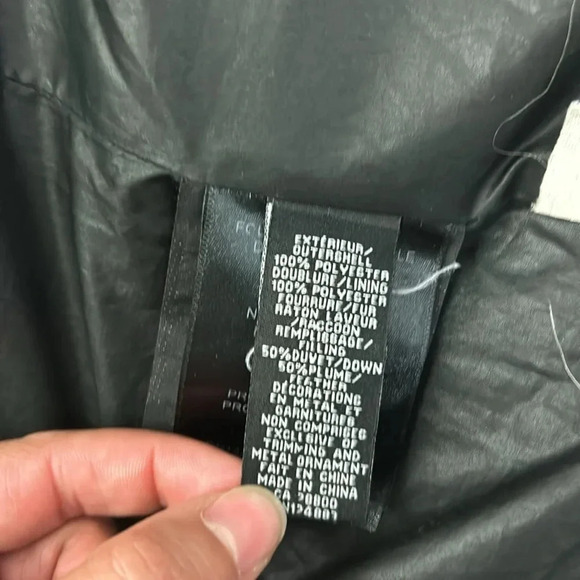 EXTÉRIEUR/
OUTERSHELL
100% POLYESTER
DOUBLURE/LINING
100% POLYESTER
FOURRURE/FUR
RATON LAVEUR
/RACCOON
REMPLISSAGE/
FILLING
50%DUVET/DOWN
50%PLUME/
FEATHER
DÉCORATIONS
EN MÉTAL ET
GARNITURES
NON COMPRISES
EXCLUSIVE OF
TRIMMING AND
METAL ORNAMENT
FAIT EN CHINE
MADE IN CHINA
CA 30800